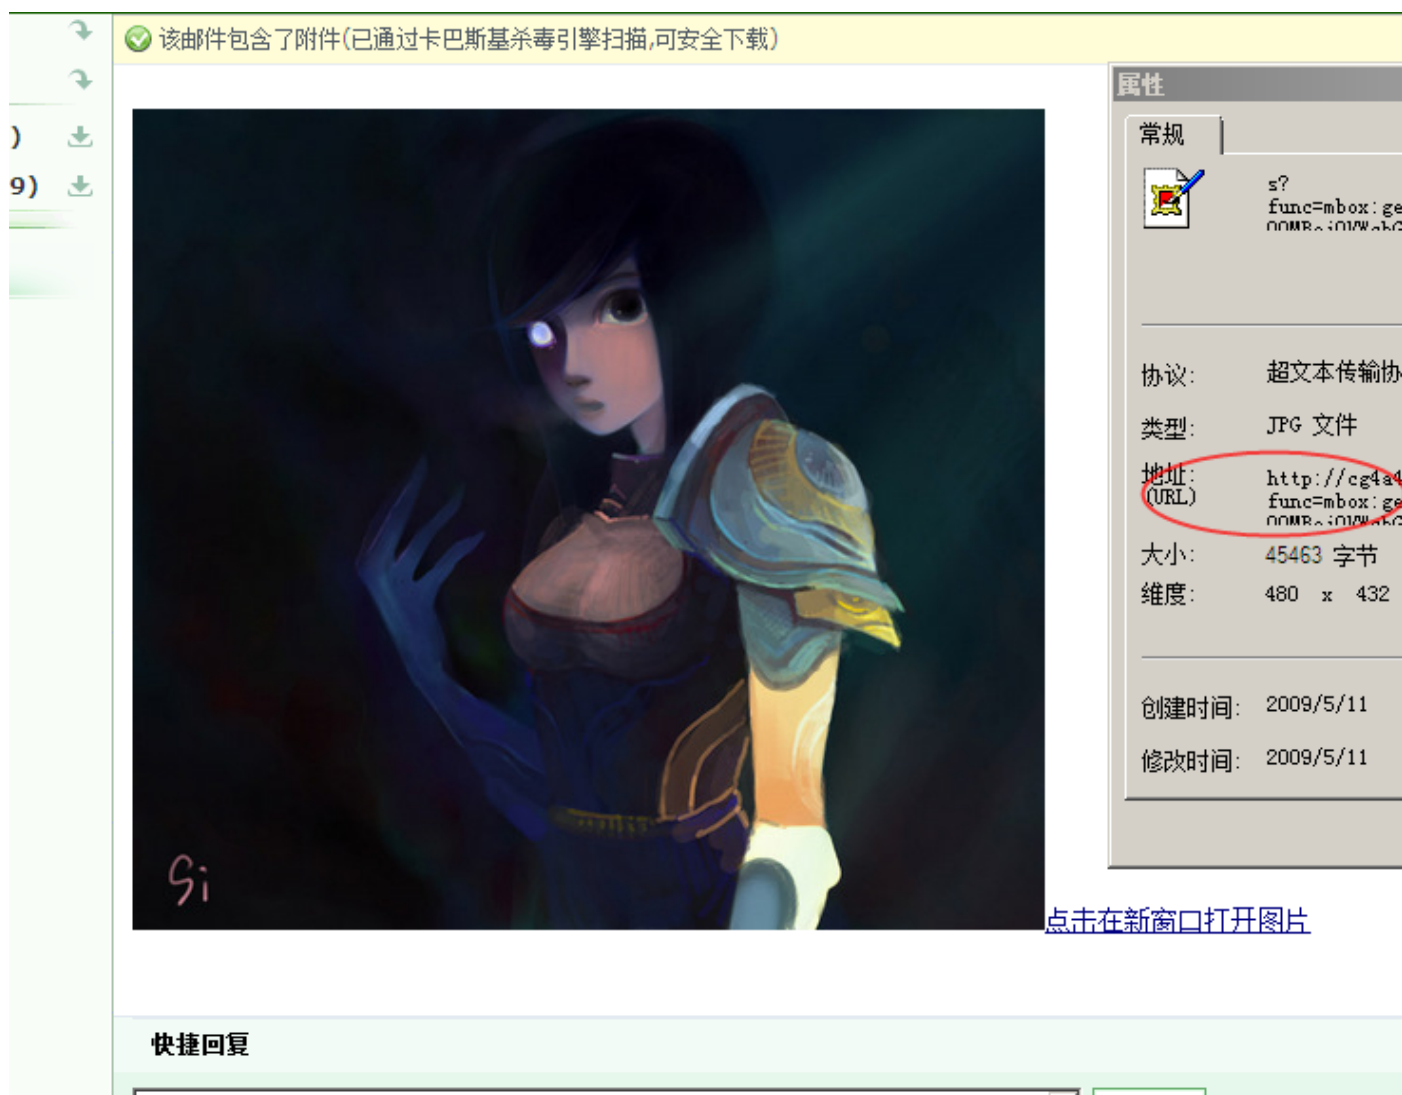 该邮件包含了附件(已通过卡巴斯基杀毒引擎扫描,可安全下载)
)
9)
属性
常规
s?
func=mbox:ge
协议: 超文本传输协
类型: JPG 文件
地址: http://cg4a4
(URL) func=mbox:ge
大小: 45463 字节
维度: 480 x 432
创建时间: 2009/5/11
修改时间: 2009/5/11
Si
点击在新窗口打开图片
快捷回复